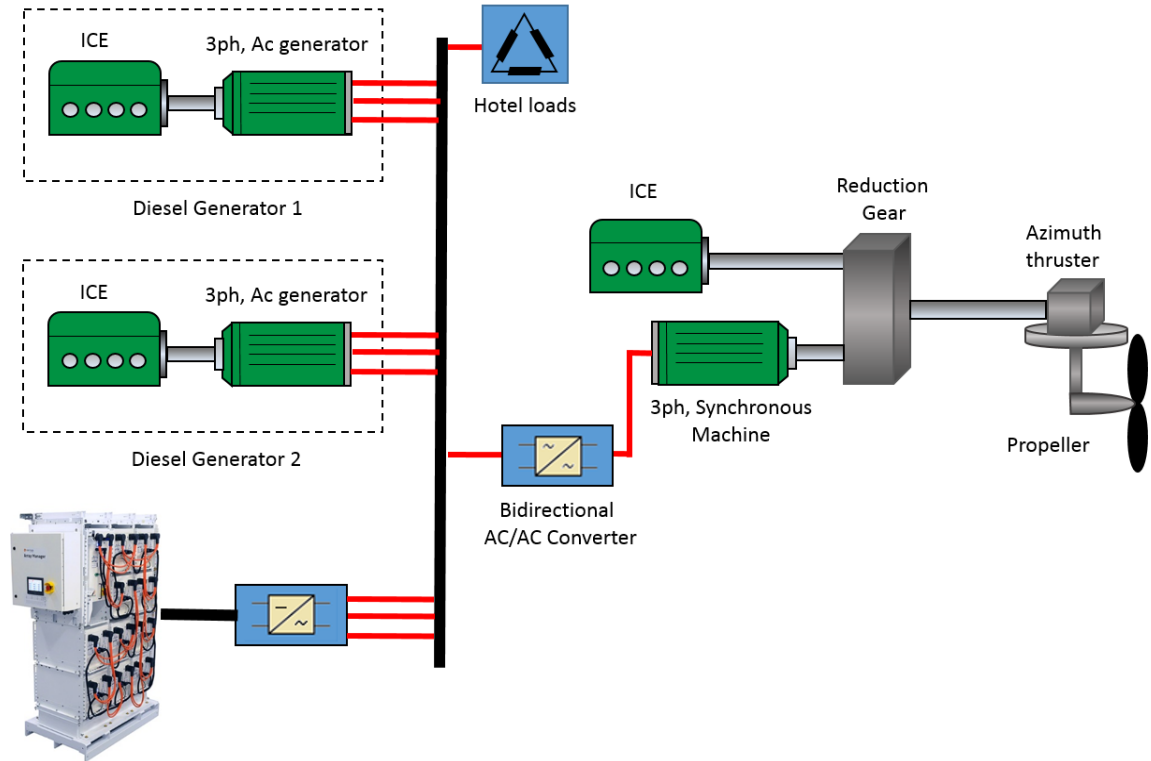 ICE
3ph, Ac generator
Diesel Generator 1
Hotel loads
ICE
3ph, Ac generator
Diesel Generator 2
ICE
Reduction
Gear
Azimuth
thruster
3ph, Synchronous
Machine
Propeller
Bidirectional
AC/AC Converter